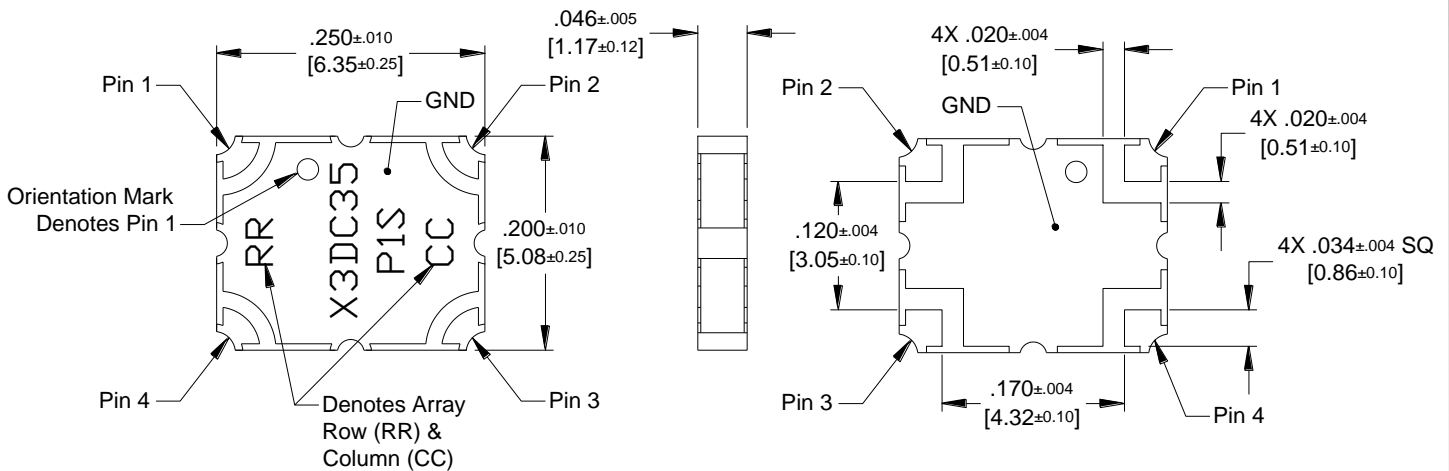 .250±.010
[6.35±0.25]
Pin 1
Pin 2
GND
Orientation Mark
Denotes Pin 1
RR
X3DC35
P1S
CC
.200±.010
[5.08±0.25]
Pin 4
Pin 3
Denotes Array
Row (RR) &
Column (CC)
.046±.005
[1.17±0.12]
4X .020±.004
[0.51±0.10]
Pin 2
GND
Pin 1
4X .020±.004
[0.51±0.10]
.120±.004
[3.05±0.10]
4X .034±.004 SQ
[0.86±0.10]
Pin 3
.170±.004
[4.32±0.10]
Pin 4